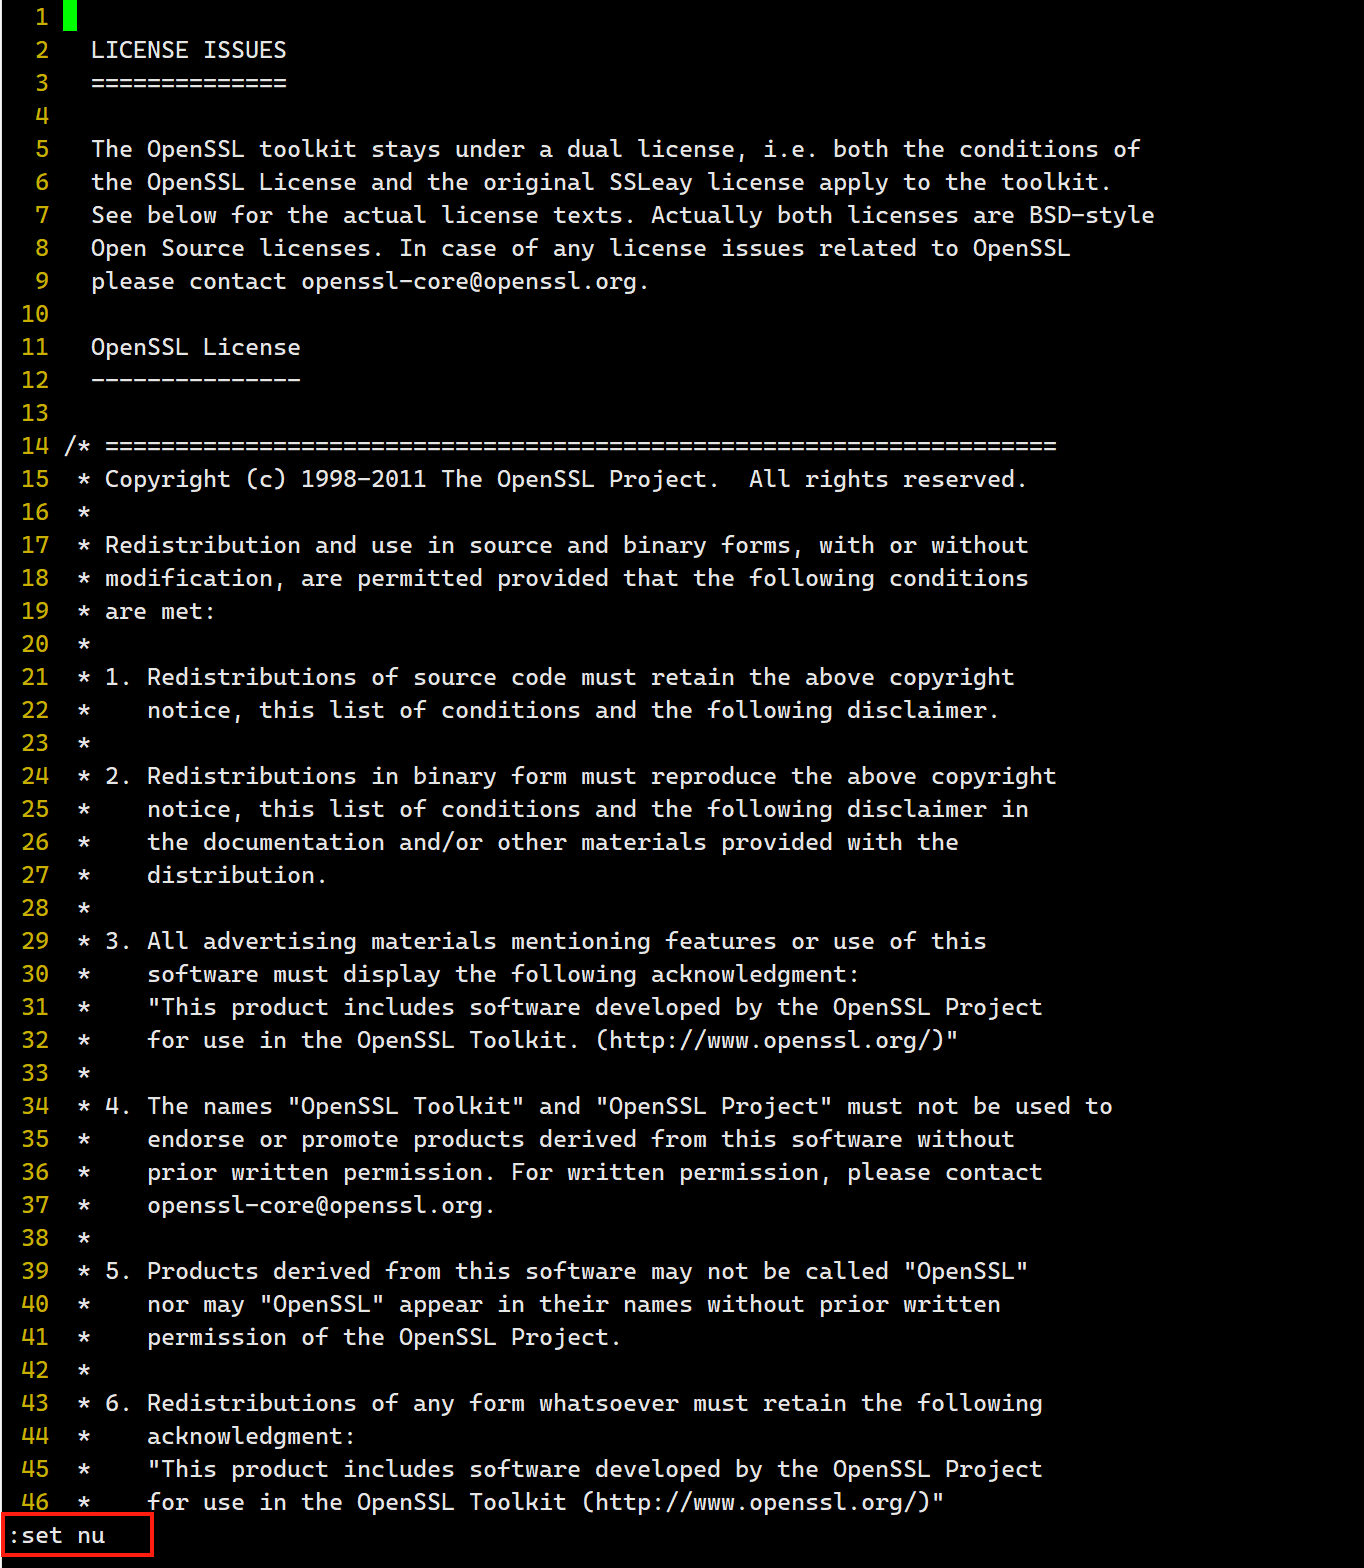 1
2   LICENSE ISSUES
3   ==============
4
5   The OpenSSL toolkit stays under a dual license, i.e. both the conditions of
6   the OpenSSL License and the original SSLeay license apply to the toolkit.
7   See below for the actual license texts. Actually both licenses are BSD-style
8   Open Source licenses. In case of any license issues related to OpenSSL
9   please contact openssl-core@openssl.org.
10
11   OpenSSL License
12   ---------------
13
14 /* ====================================================================
15  * Copyright (c) 1998-2011 The OpenSSL Project.  All rights reserved.
16  *
17  * Redistribution and use in source and binary forms, with or without
18  * modification, are permitted provided that the following conditions
19  * are met:
20  *
21  * 1. Redistributions of source code must retain the above copyright
22  *    notice, this list of conditions and the following disclaimer.
23  *
24  * 2. Redistributions in binary form must reproduce the above copyright
25  *    notice, this list of conditions and the following disclaimer in
26  *    the documentation and/or other materials provided with the
27  *    distribution.
28  *
29  * 3. All advertising materials mentioning features or use of this
30  *    software must display the following acknowledgment:
31  *    "This product includes software developed by the OpenSSL Project
32  *    for use in the OpenSSL Toolkit. (http://www.openssl.org/)"
33  *
34  * 4. The names "OpenSSL Toolkit" and "OpenSSL Project" must not be used to
35  *    endorse or promote products derived from this software without
36  *    prior written permission. For written permission, please contact
37  *    openssl-core@openssl.org.
38  *
39  * 5. Products derived from this software may not be called "OpenSSL"
40  *    nor may "OpenSSL" appear in their names without prior written
41  *    permission of the OpenSSL Project.
42  *
43  * 6. Redistributions of any form whatsoever must retain the following
44  *    acknowledgment:
45  *    "This product includes software developed by the OpenSSL Project
46  *    for use in the OpenSSL Toolkit (http://www.openssl.org/)"
:set nu